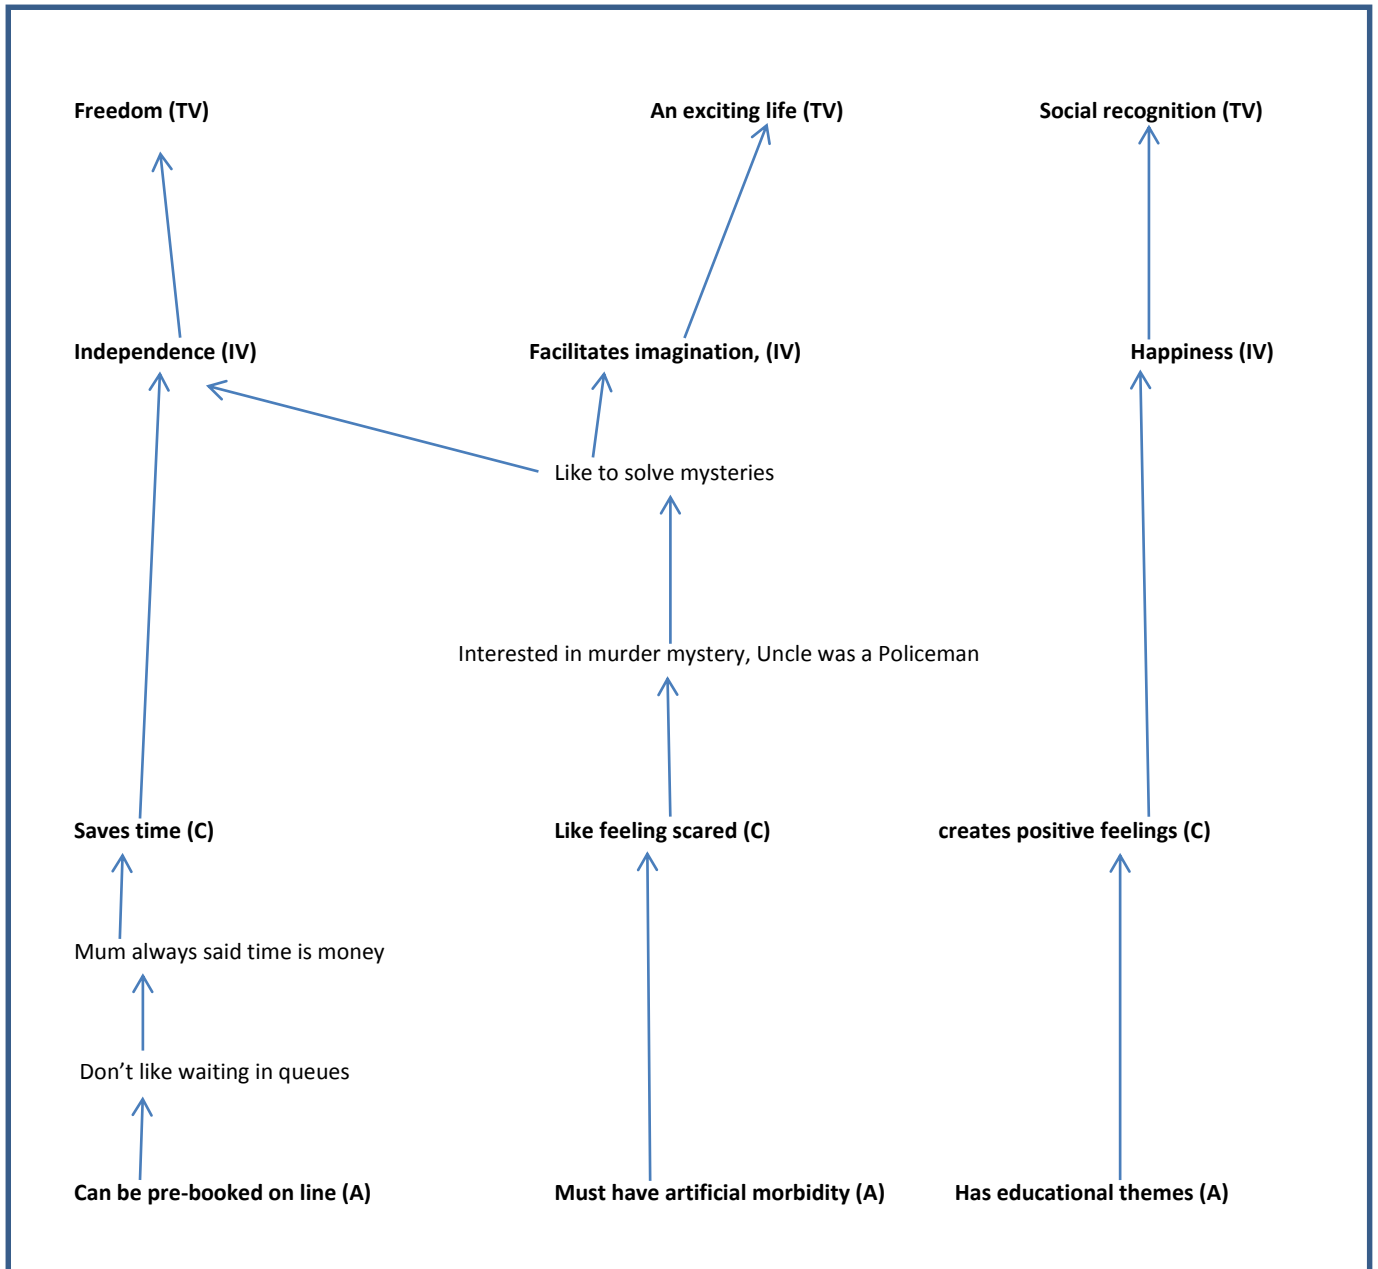 Freedom (TV)
An exciting life (TV)
Social recognition (TV)
Independence (IV)
Facilitates imagination, (IV)
Happiness (IV)
Like to solve mysteries
Interested in murder mystery, Uncle was a Policeman
Saves time (C)
Like feeling scared (C)
creates positive feelings (C)
Mum always said time is money
Don’t like waiting in queues
Can be pre-booked on line (A)
Must have artificial morbidity (A)
Has educational themes (A)